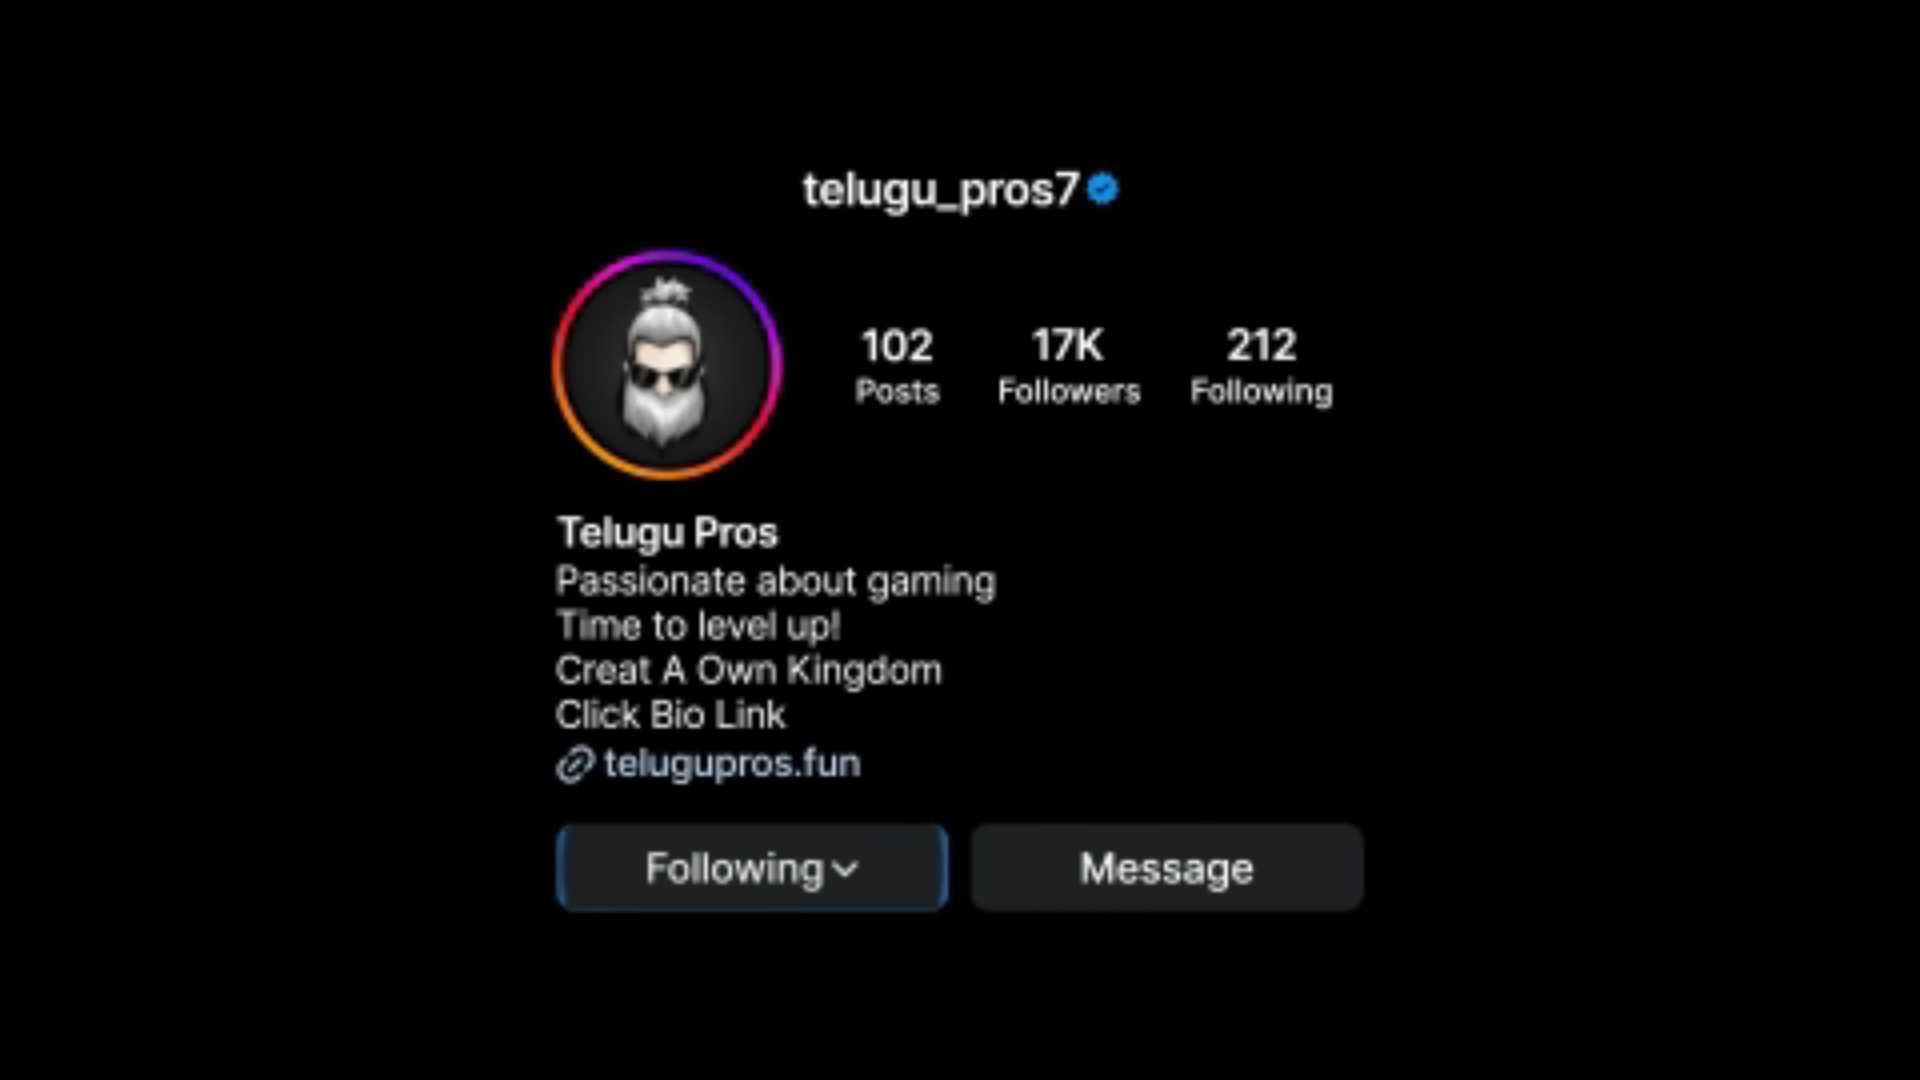 telugu_pros7
102 17K 212
Posts Followers Following
Telugu Pros
Passionate about gaming
Time to level up!
Creat A Own Kingdom
Click Bio Link
telugupros.fun
Following Message